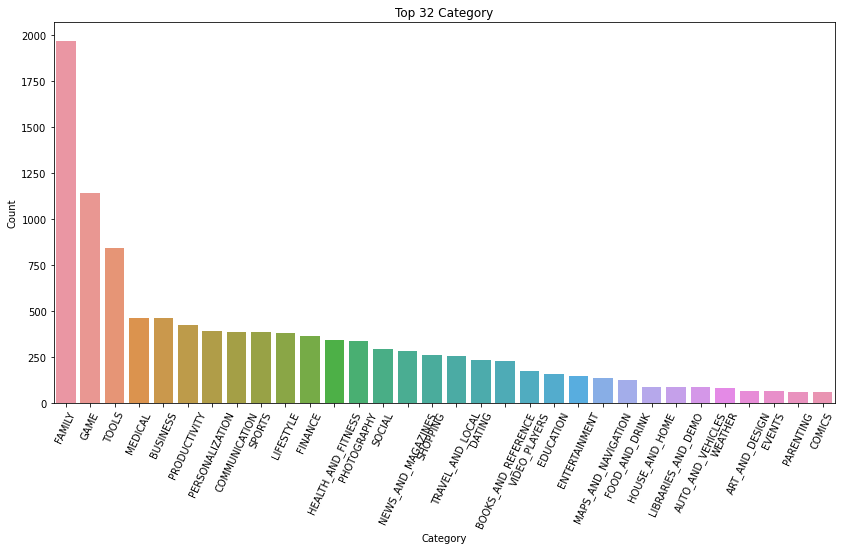 Top 32 Category
Count
2000
1750
1500
1250
1000
750
500
250
0
FAMILY
GAME
TOOLS
MEDICAL
BUSINESS
PRODUCTIVITY
PERSONALIZATION
COMMUNICATION
SPORTS
LIFESTYLE
FINANCE
HEALTH_AND_FITNESS
PHOTOGRAPHY
SOCIAL
NEWS_AND_MAGAZINES
SHOPPING
TRAVEL_AND_LOCAL
DATING
BOOKS_AND_REFERENCE
VIDEO_PLAYERS
EDUCATION
ENTERTAINMENT
MAPS_AND_NAVIGATION
FOOD_AND_DRINK
HOUSE_AND_HOME
LIBRARIES_AND_DEMO
AUTO_AND_VEHICLES
WEATHER
ART_AND_DESIGN
EVENTS
PARENTING
COMICS
Category